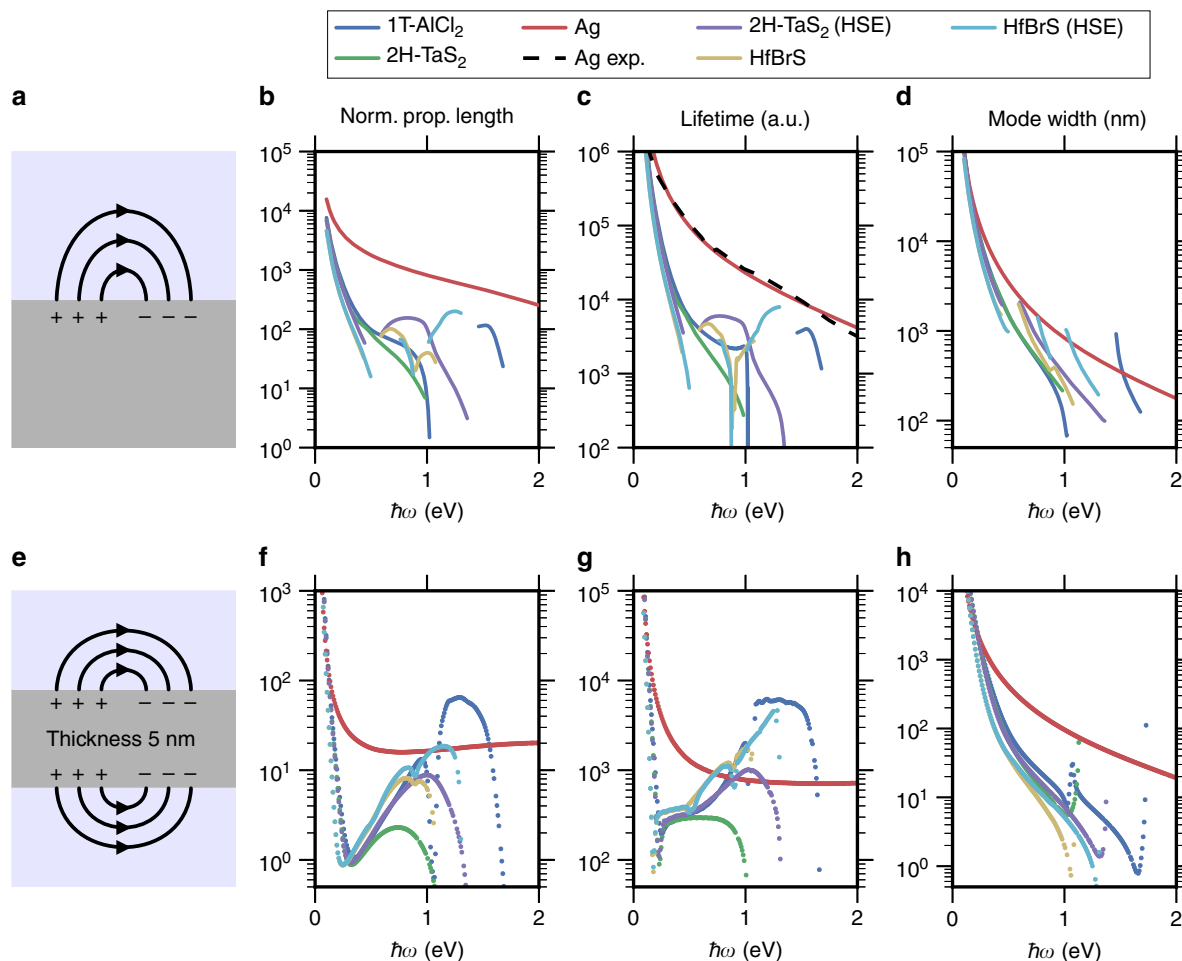 1T-AlCl2 Ag 2H-TaS2 (HSE) HfBrS (HSE)
2H-TaS2 Ag exp. HfBrS
a b c d
Norm. prop. length Lifetime (a.u.) Mode width (nm)
10^5 10^6 10^5
10^4 10^5 10^4
10^3
10^2 10^4 10^3
10^1 10^3 10^2
10^0 10^2
+ + + − − −
0 1 2 0 1 2 0 1 2
ħω (eV) ħω (eV) ħω (eV)
e f g h
10^3 10^5 10^4
10^2 10^4 10^3
10^1 10^3 10^2
10^0 10^2 10^1
10^0
+ + + − − −
Thickness 5 nm
+ + + − − −
0 1 2 0 1 2 0 1 2
ħω (eV) ħω (eV) ħω (eV)